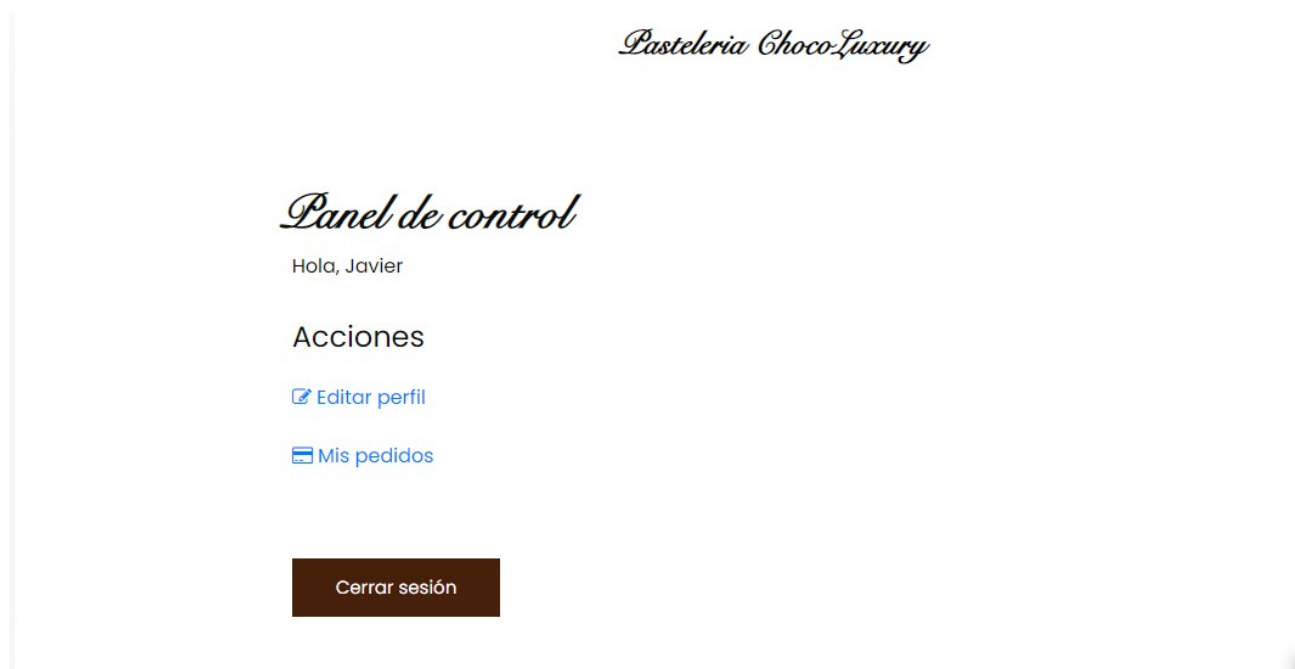 Pasteleria ChocoLuxury
Panel de control
Hola, Javier
Acciones
Editar perfil
Mis pedidos
Cerrar sesión